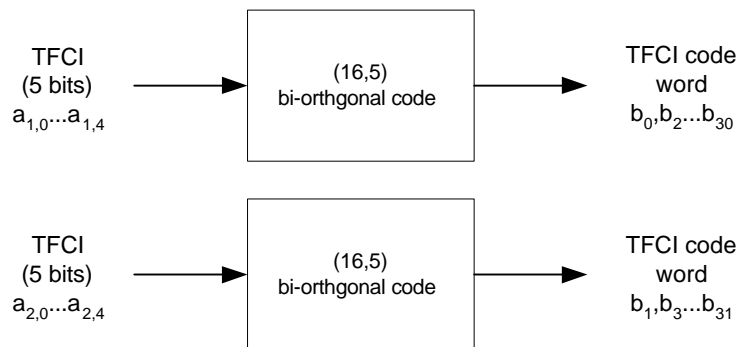 TFCI
(5 bits)
a1,0...a1,4
(16,5)
bi-orthgonal code
TFCI code
word
b0,b2...b30
TFCI
(5 bits)
a2,0...a2,4
(16,5)
bi-orthgonal code
TFCI code
word
b1,b3...b31